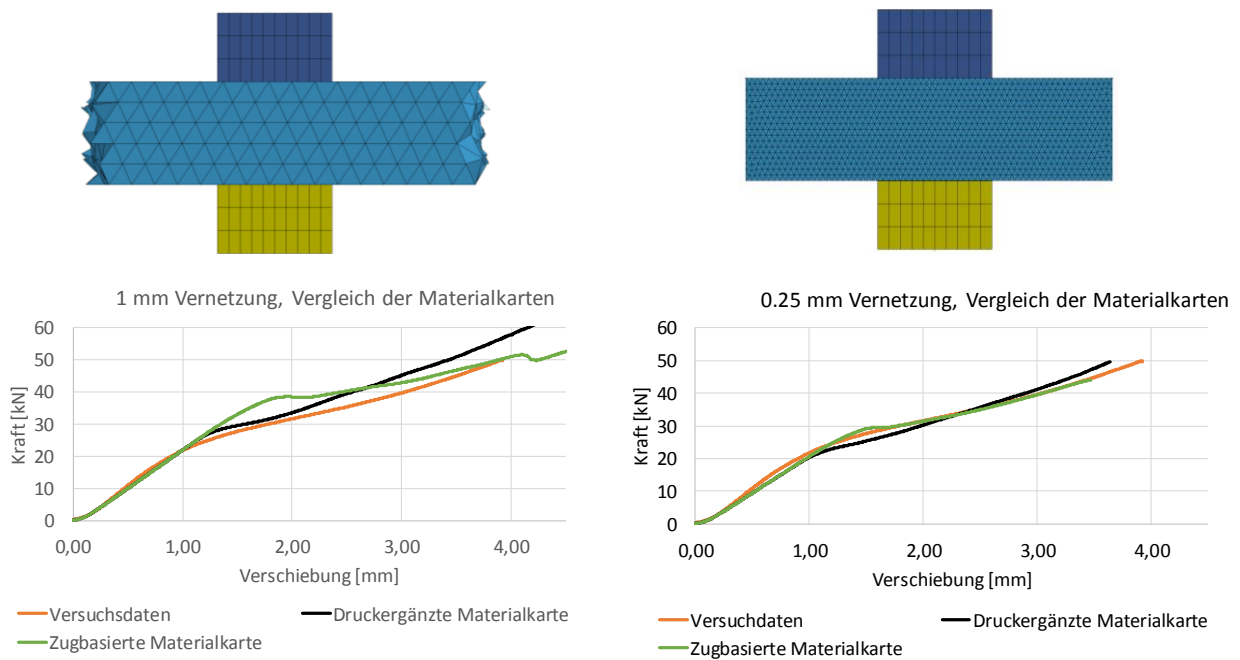 1 mm Vernetzung, Vergleich der Materialkarten
60
50
40
30
20
10
0
Kraft [kN]
0,00 1,00 2,00 3,00 4,00
Verschiebung [mm]
Versuchsdaten Druckergänzte Materialkarte
Zugbasierte Materialkarte
0.25 mm Vernetzung, Vergleich der Materialkarten
60
50
40
30
20
10
0
Kraft [kN]
0,00 1,00 2,00 3,00 4,00
Verschiebung [mm]
Versuchdaten Druckergänzte Materialkarte
Zugbasierte Materialkarte